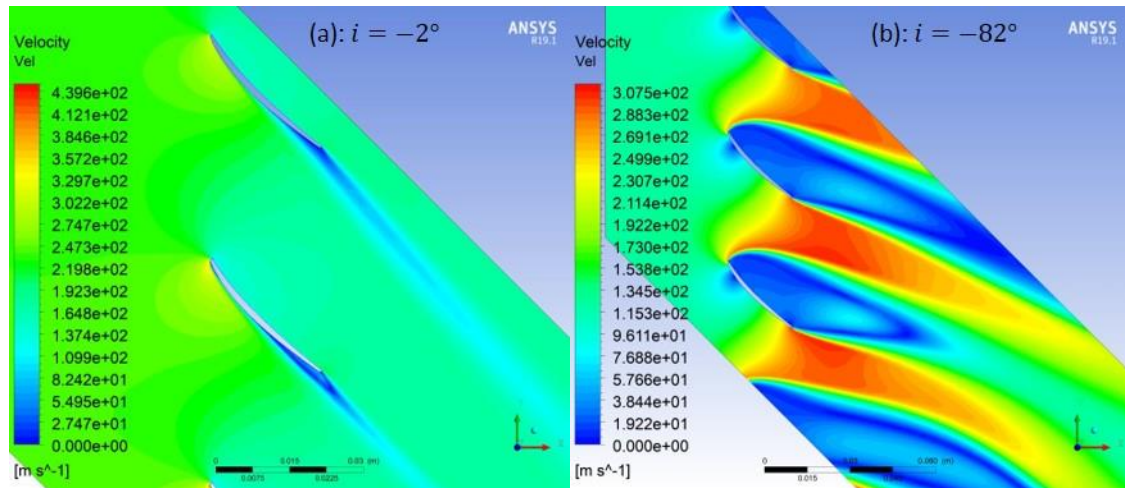 (a): i = −2°
ANSYS
R19.1
Velocity
Vel
4.396e+02
4.121e+02
3.846e+02
3.572e+02
3.297e+02
3.022e+02
2.747e+02
2.473e+02
2.198e+02
1.923e+02
1.648e+02
1.374e+02
1.099e+02
8.242e+01
5.495e+01
2.747e+01
0.000e+00
[m s^-1]
0 0.015 0.03 (m)
0.0075 0.0225
(b): i = −82°
ANSYS
R19.1
Velocity
Vel
3.075e+02
2.883e+02
2.691e+02
2.499e+02
2.307e+02
2.114e+02
1.922e+02
1.730e+02
1.538e+02
1.345e+02
1.153e+02
9.611e+01
7.688e+01
5.766e+01
3.844e+01
1.922e+01
0.000e+00
[m s^-1]
0 0.03 0.060 (m)
0.015